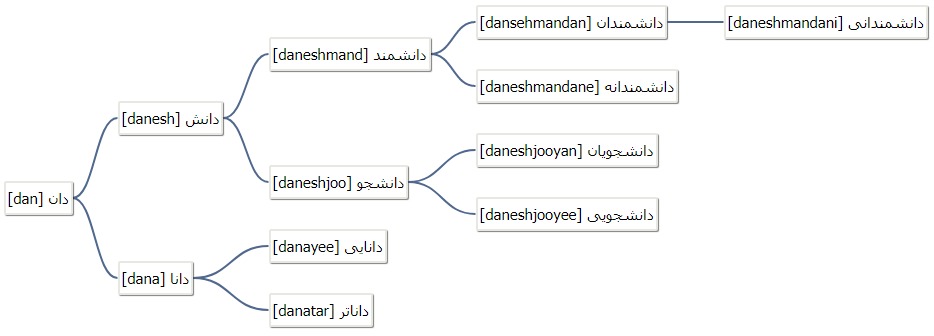 [dansehmandan] دانشمندان
[daneshmandani] دانشمندانی
[daneshmand] دانشمند
[daneshmandane] دانشمندانه
[danesh] دانش
[daneshjooyan] دانشجویان
[daneshjoo] دانشجو
[dan] دان
[daneshjooyee] دانشجویی
[danayee] دانایی
[dana] دانا
[danatar] داناتر